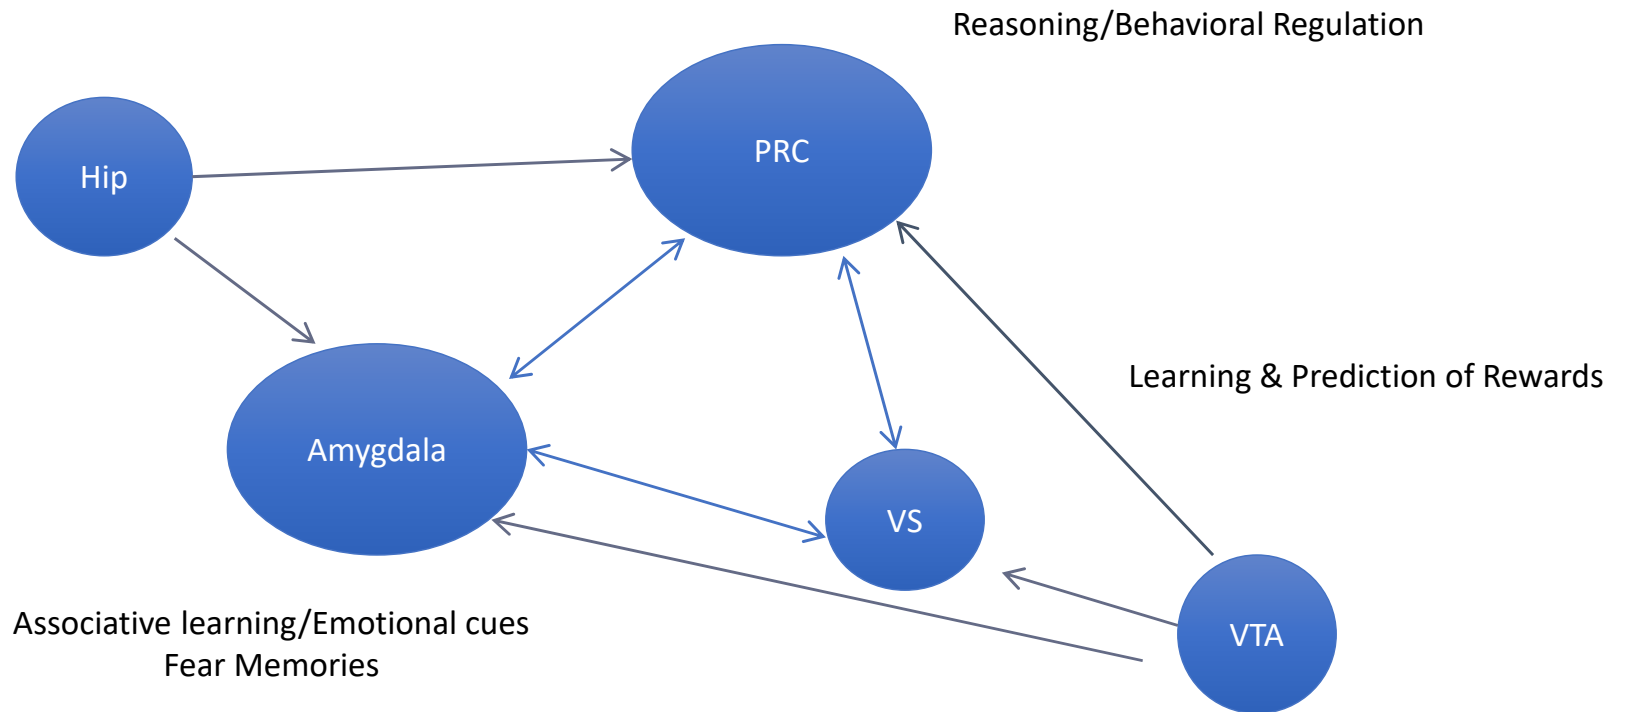 Reasoning/Behavioral Regulation
PRC
Hip
Learning & Prediction of Rewards
Amygdala
VS
Associative learning/Emotional cues
Fear Memories
VTA